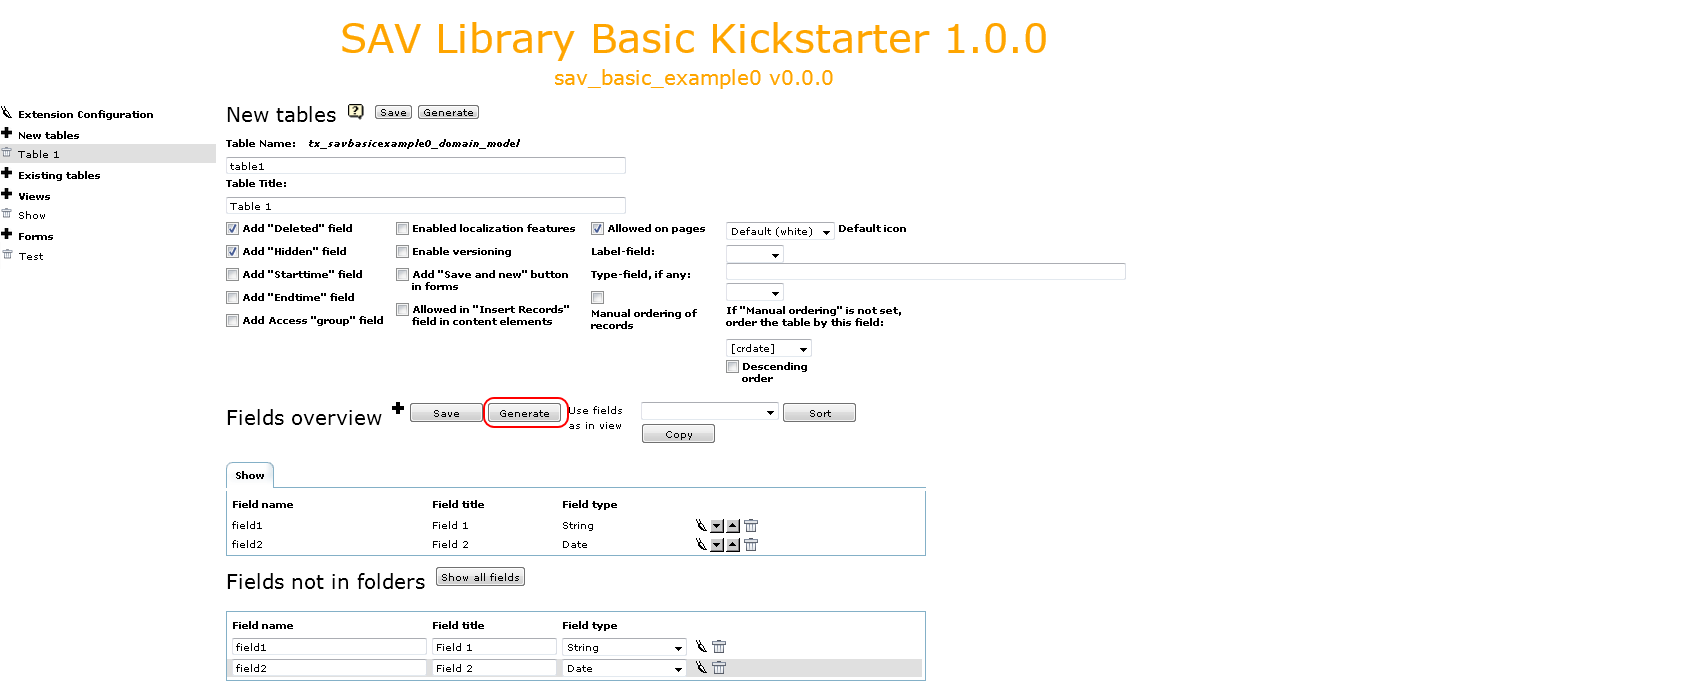 SAV Library Basic Kickstarter 1.0.0
sav_basic_example0 v0.0.0
Extension Configuration
New tables
Table 1
Existing tables
Views
Show
Forms
Test
New tables ? Save Generate
Table Name: tx_savbasicexample0_domain_model
table1
Table Title:
Table 1
Add "Deleted" field
Add "Hidden" field
Add "Starttime" field
Add "Endtime" field
Add Access "group" field
Enabled localization features
Enable versioning
Add "Save and new" button
in forms
Allowed in "Insert Records"
field in content elements
Allowed on pages
Label-field:
Type-field, if any:
Manual ordering of
records
Default (white) Default icon
If "Manual ordering" is not set,
order the table by this field:
[crdate]
Descending
order
Fields overview Save Generate
Use fields
as in view
Sort
Copy
Show
Field name Field title Field type
field1 Field 1 String
field2 Field 2 Date
Fields not in folders Show all fields
Field name Field title Field type
field1 Field 1 String
field2 Field 2 Date